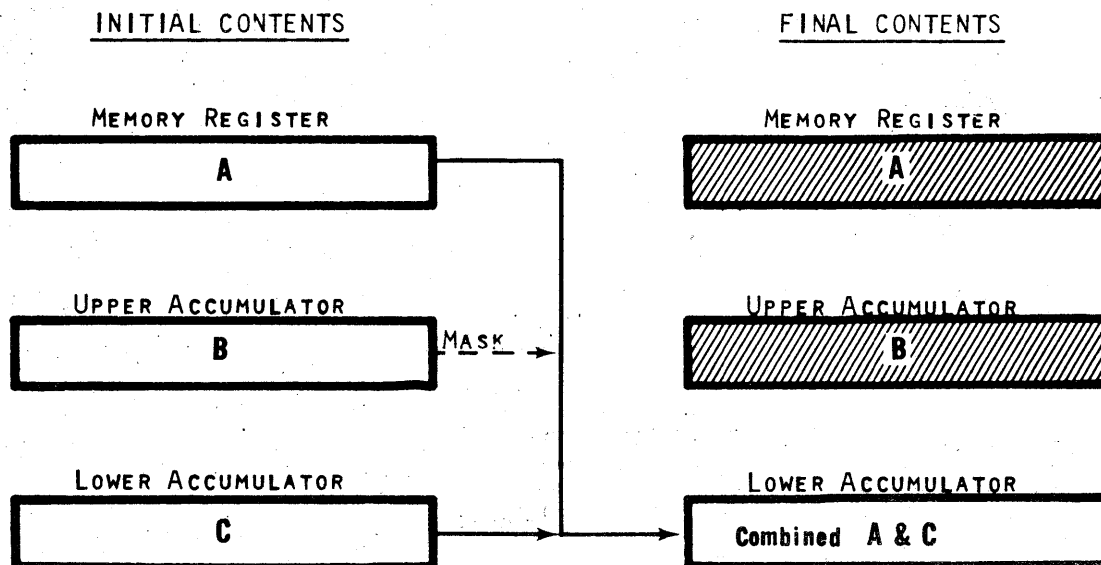 INITIAL CONTENTS
FINAL CONTENTS
MEMORY REGISTER
MEMORY REGISTER
A
A
UPPER ACCUMULATOR
UPPER ACCUMULATOR
B
MASK
B
LOWER ACCUMULATOR
LOWER ACCUMULATOR
C
Combined A & C